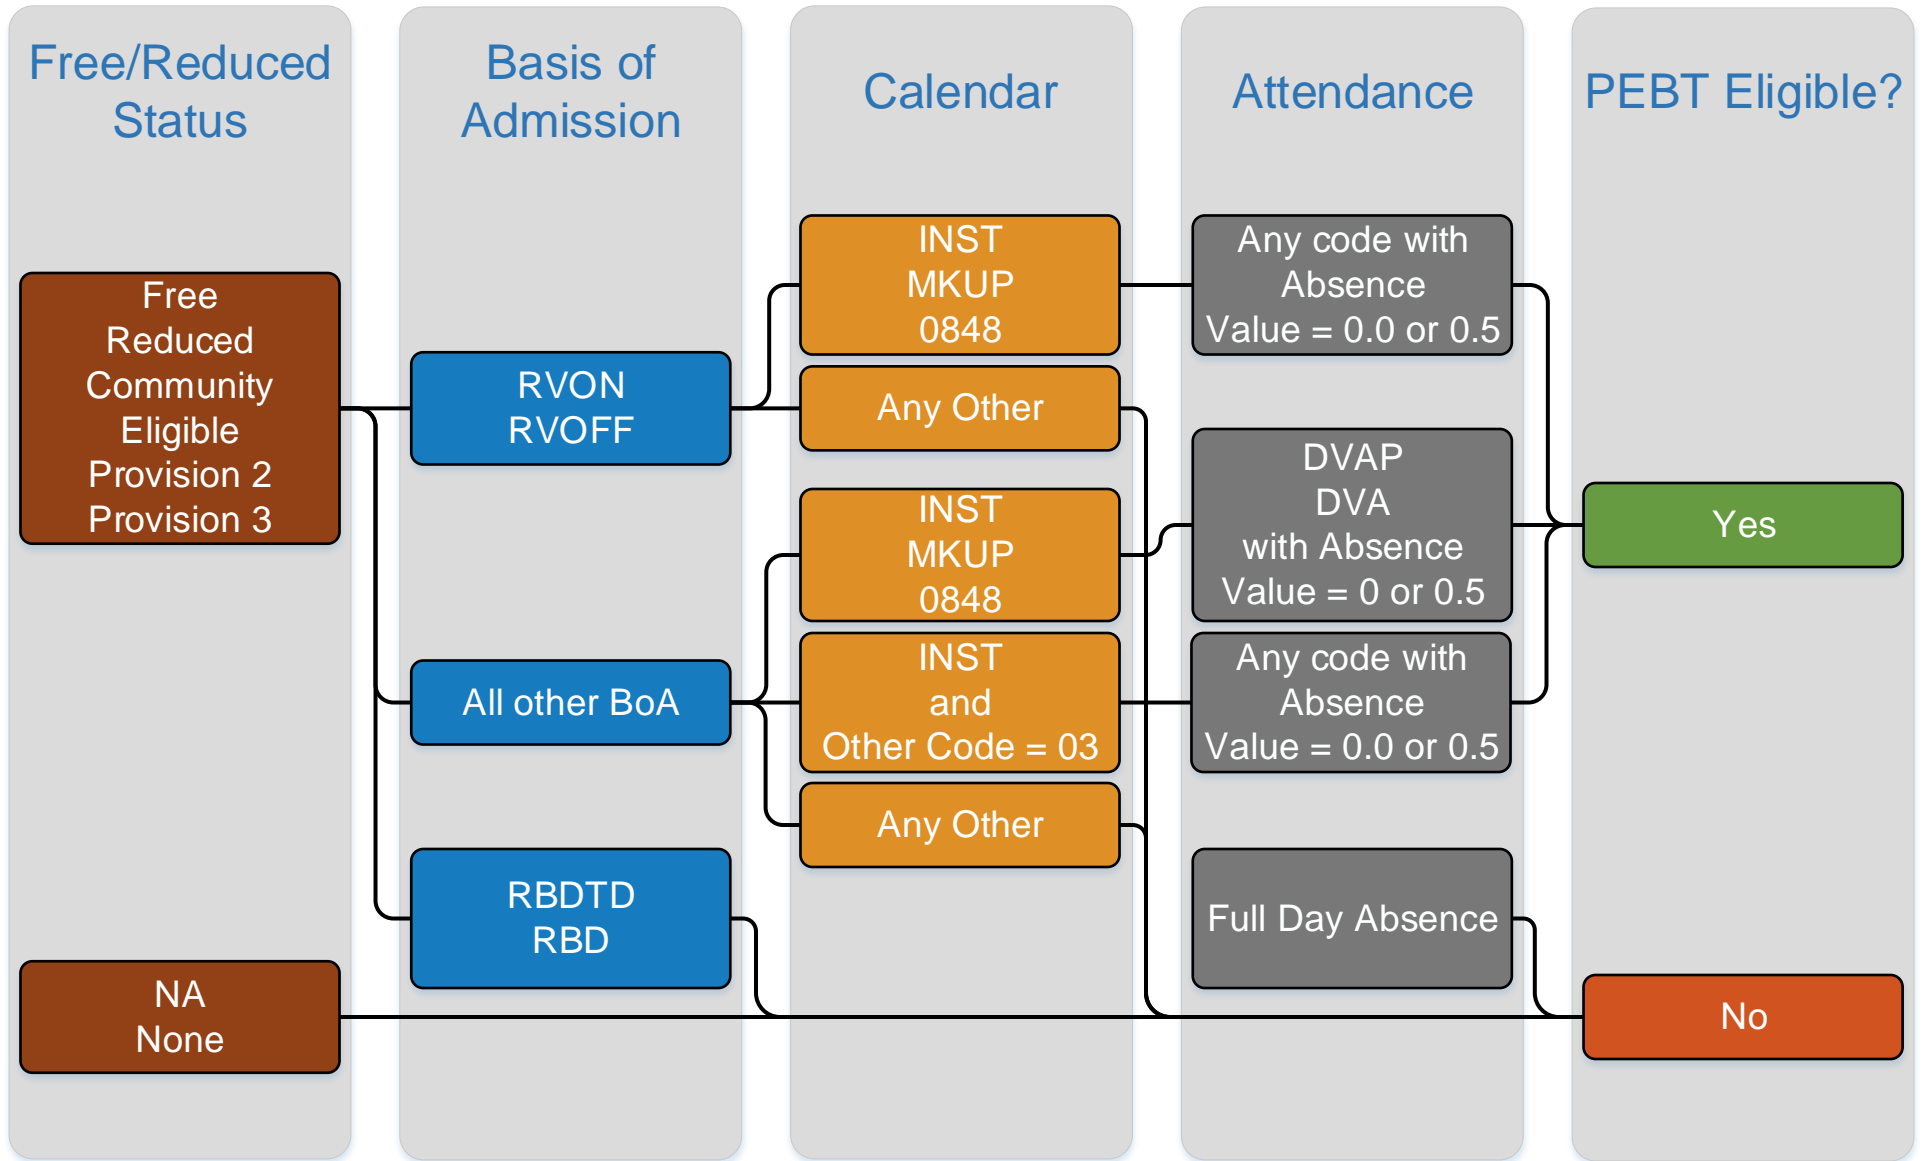 Free/Reduced
Status
Basis of
Admission
Calendar
Attendance
PEBT Eligible?
Free
Reduced
Community
Eligible
Provision 2
Provision 3
NA
None
RVON
RVOFF
All other BoA
RBDTD
RBD
INST
MKUP
0848
Any Other
INST
MKUP
0848
INST
and
Other Code = 03
Any Other
Any code with
Absence
Value = 0.0 or 0.5
DVAP
DVA
with Absence
Value = 0 or 0.5
Any code with
Absence
Value = 0.0 or 0.5
Full Day Absence
Yes
No